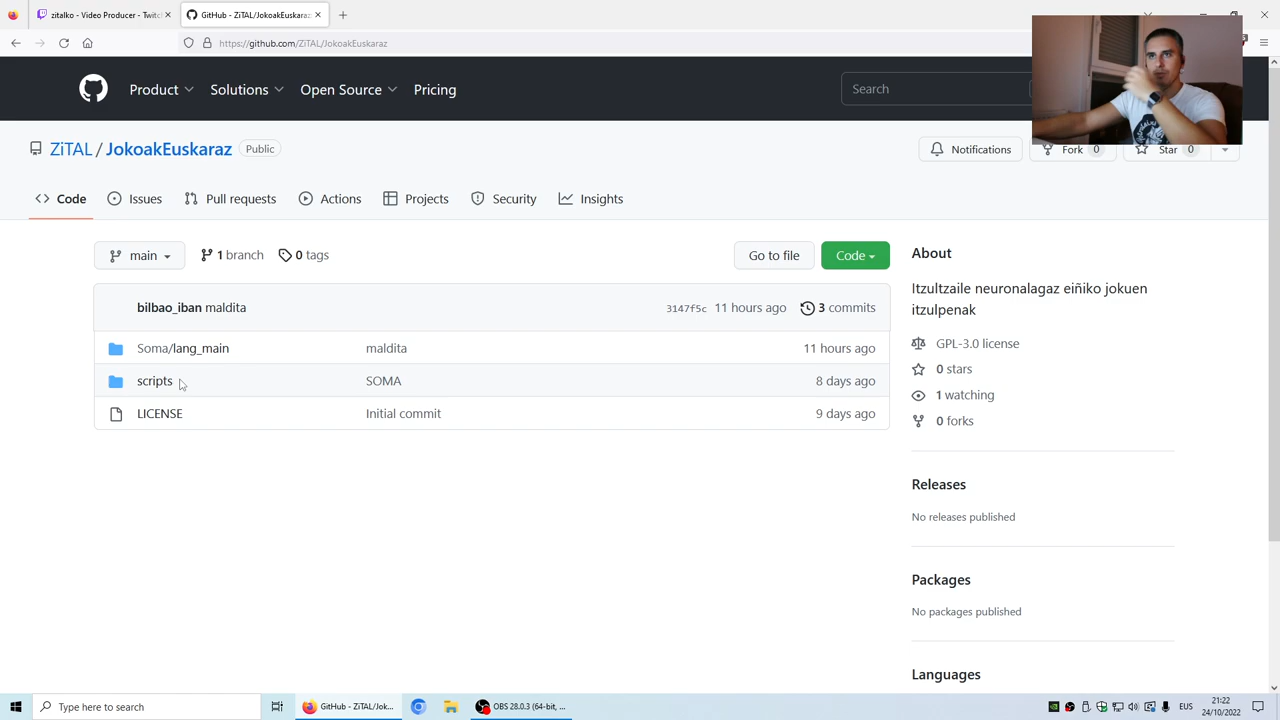 zitalko - Video Producer - Twitc
GitHub - ZiTAL/JokoakEuskaraz
https://github.com/ZiTAL/JokoakEuskaraz
Product
Solutions
Open Source
Pricing
Search
ZiTAL / JokoakEuskaraz
Public
Notifications
Fork 0
Star 0
Code
Issues
Pull requests
Actions
Projects
Security
Insights
main
1 branch
0 tags
Go to file
Code
About
Itzultzaile neuronalagaz eiñiko jokuen
itzulpenak
bilbao_iban maldita
3147f5c 11 hours ago
3 commits
Soma/lang_main maldita 11 hours ago
scripts SOMA 8 days ago
LICENSE Initial commit 9 days ago
GPL-3.0 license
0 stars
1 watching
0 forks
Releases
No releases published
Packages
No packages published
Languages
Type here to search
GitHub - ZiTAL/Jok...
OBS 28.0.3 (64-bit, ...
EUS
21:22
24/10/2022